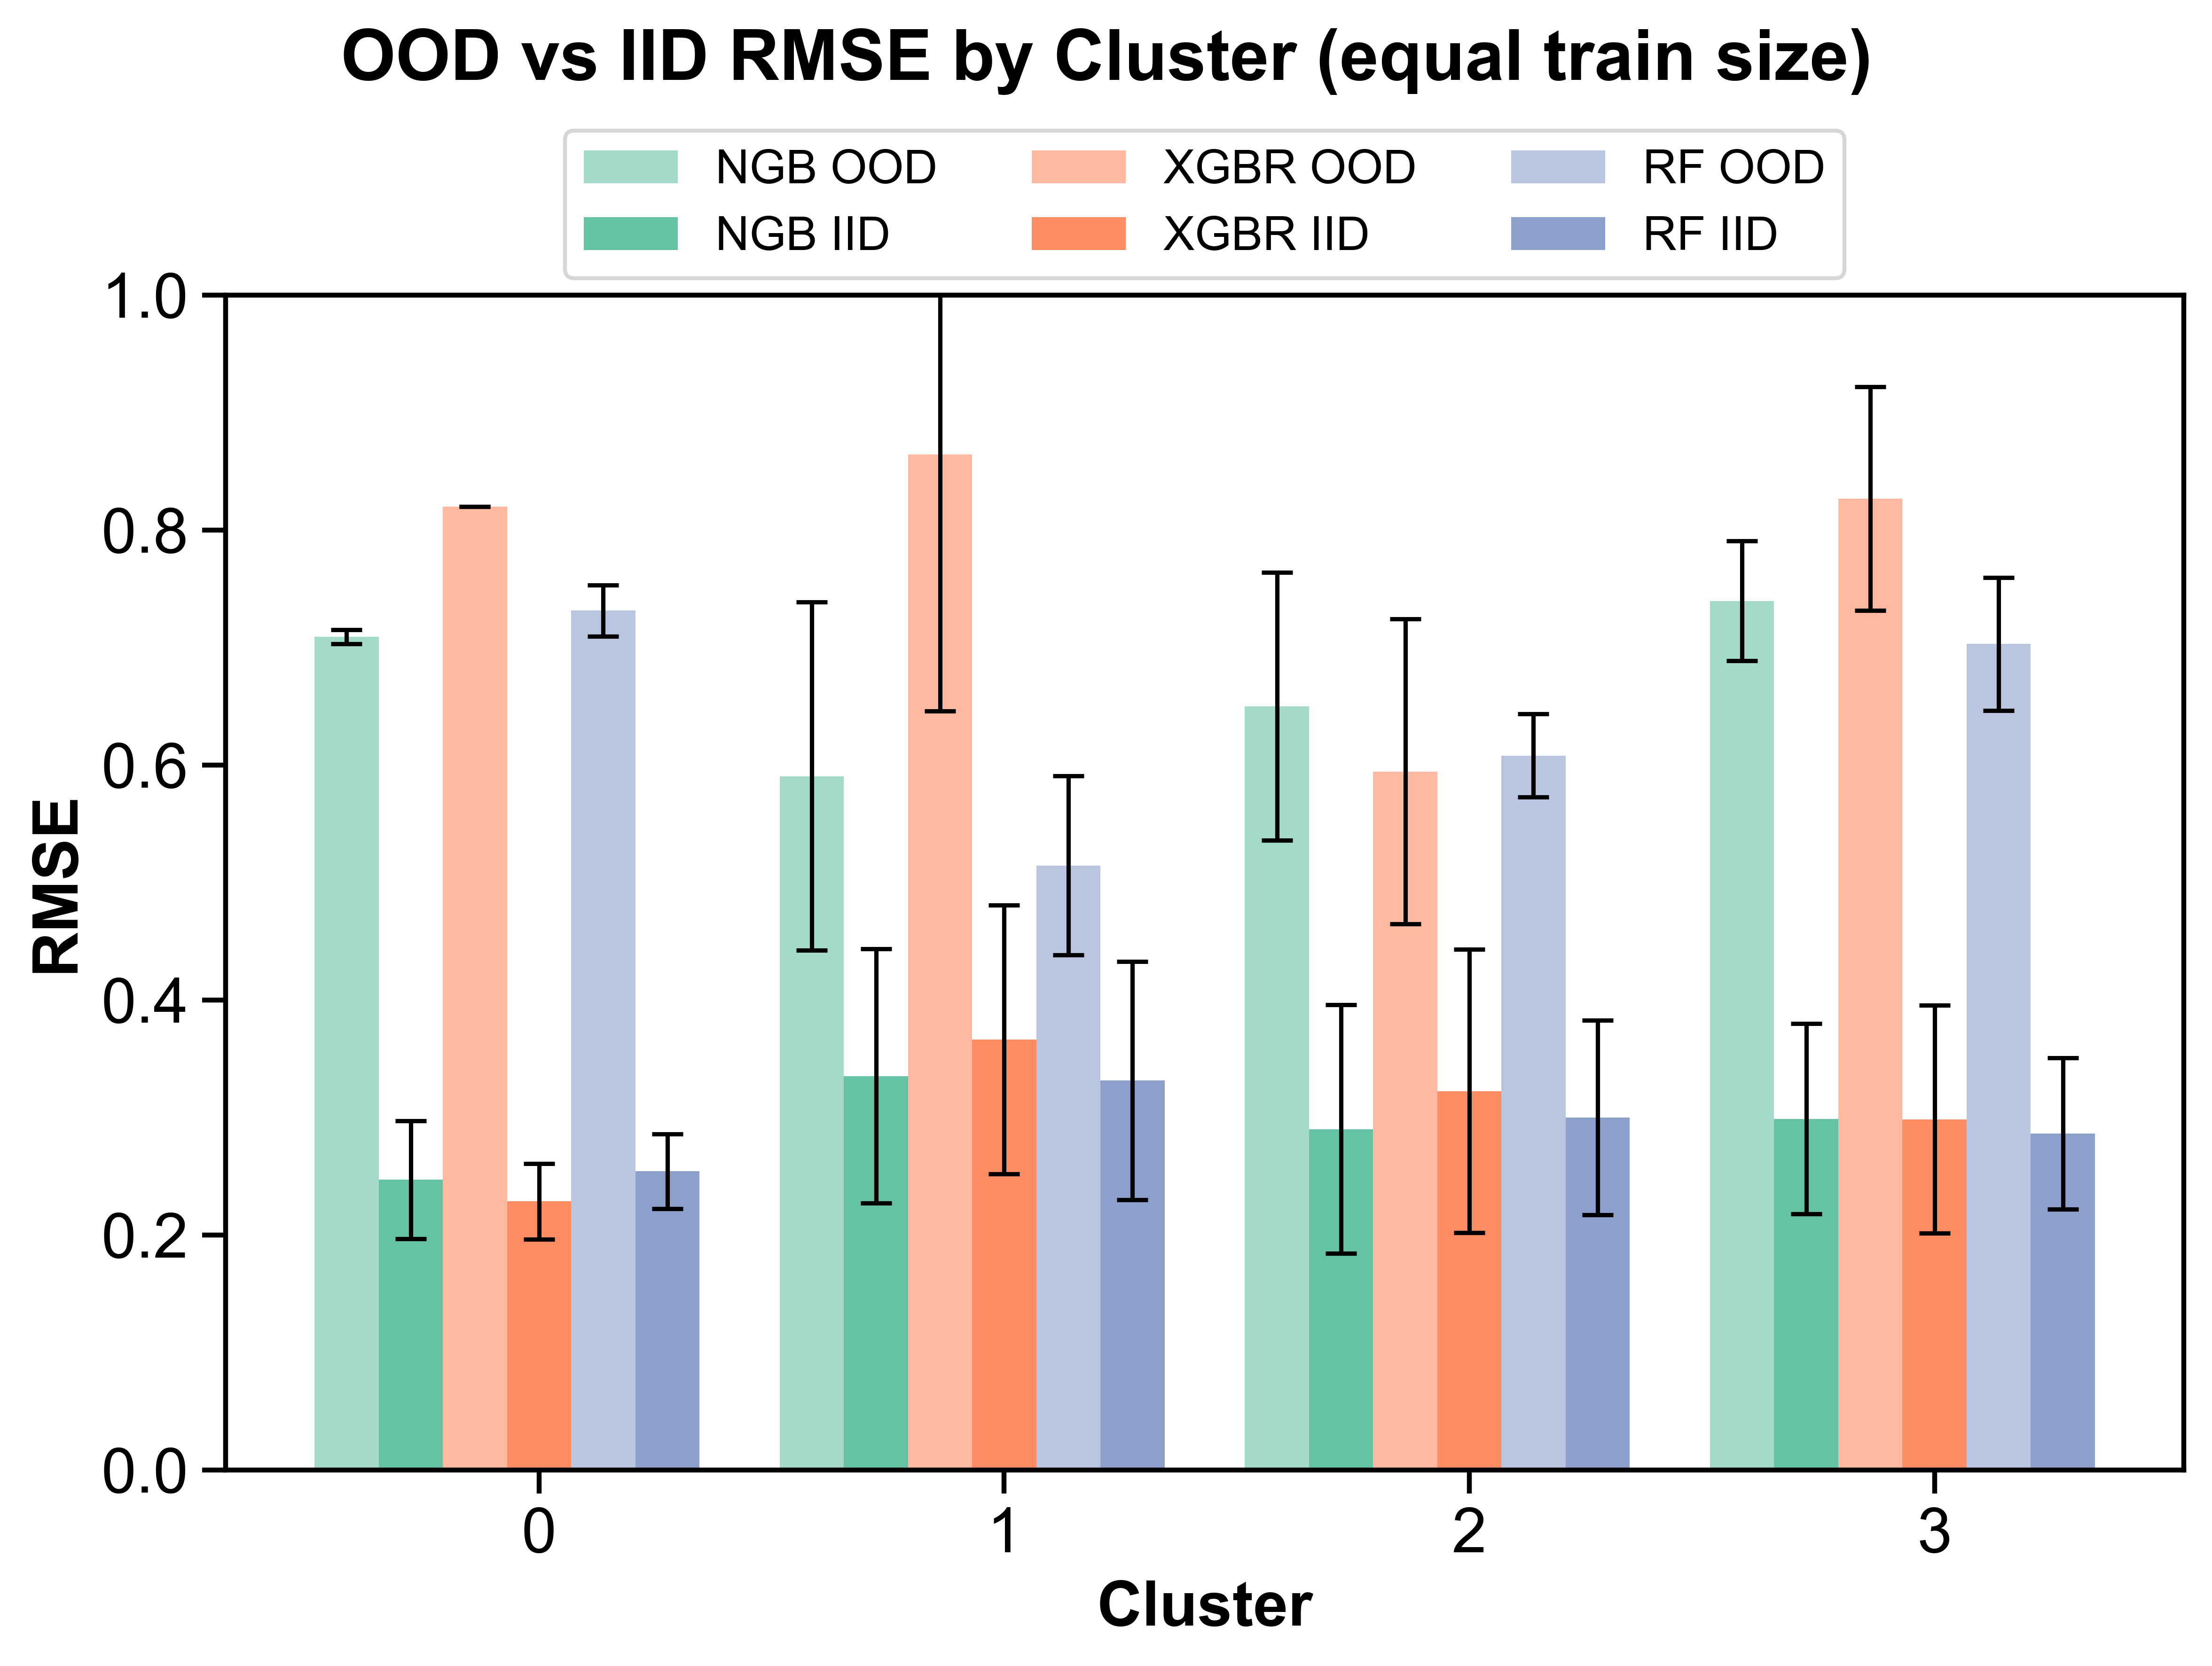 OOD vs IID RMSE by Cluster (equal train size)
NGB OOD XGBR OOD RF OOD
NGB IID XGBR IID RF IID
1.0
0.8
0.6
0.4
0.2
0.0
RMSE
0 1 2 3
Cluster